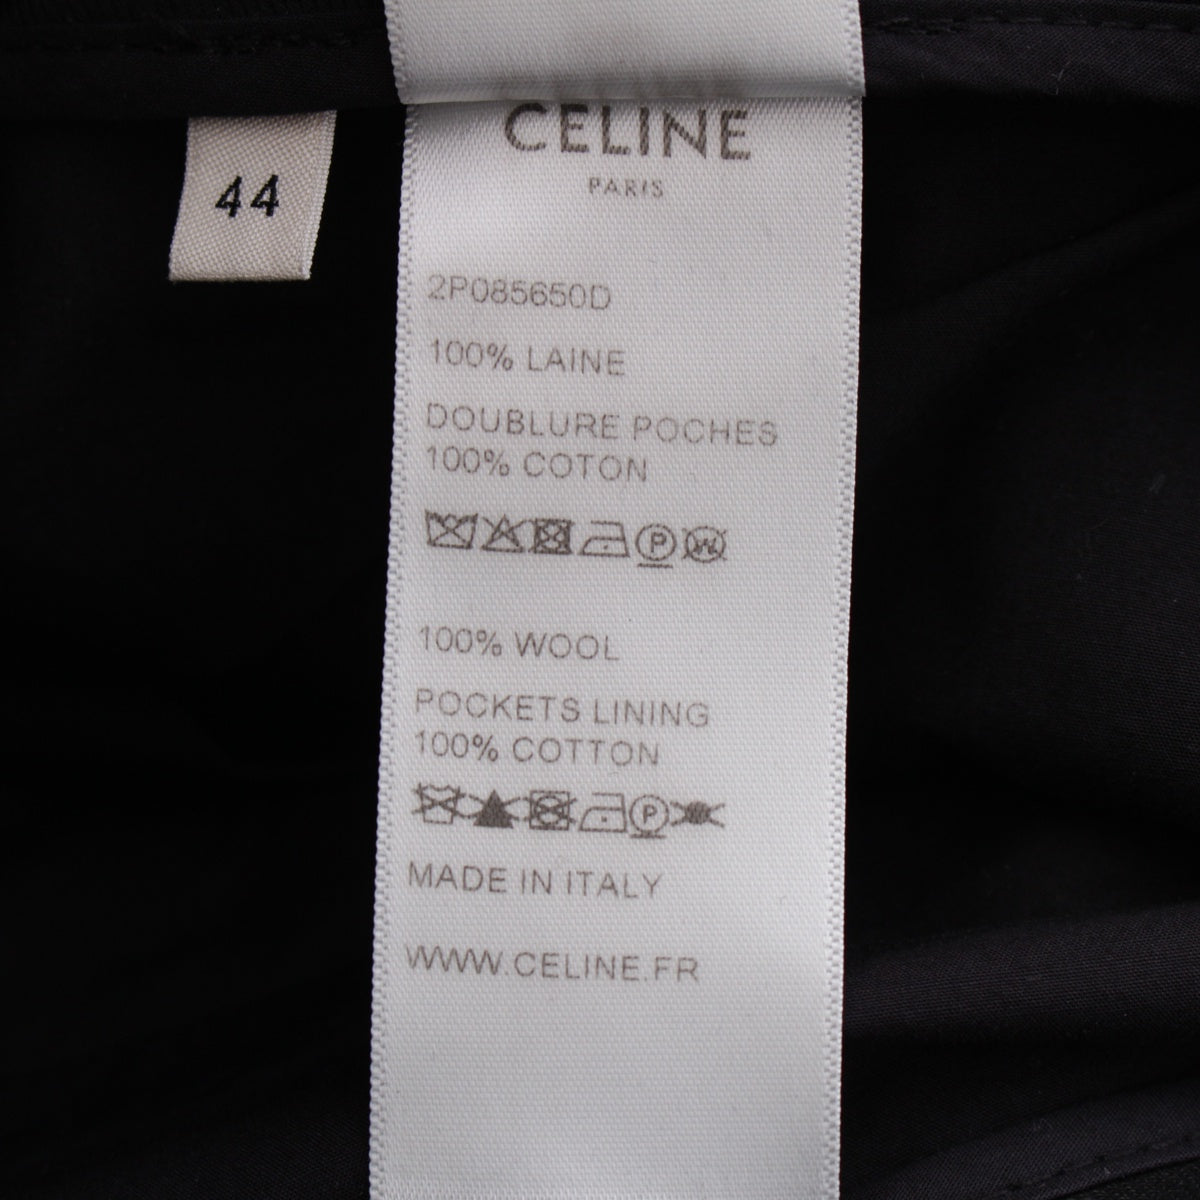 44
CELINE
PARIS
2P085650D
100% LAINE
DOUBLURE POCHES
100% COTON
P W
100% WOOL
POCKETS LINING
100% COTTON
P
MADE IN ITALY
WWW.CELINE.FR